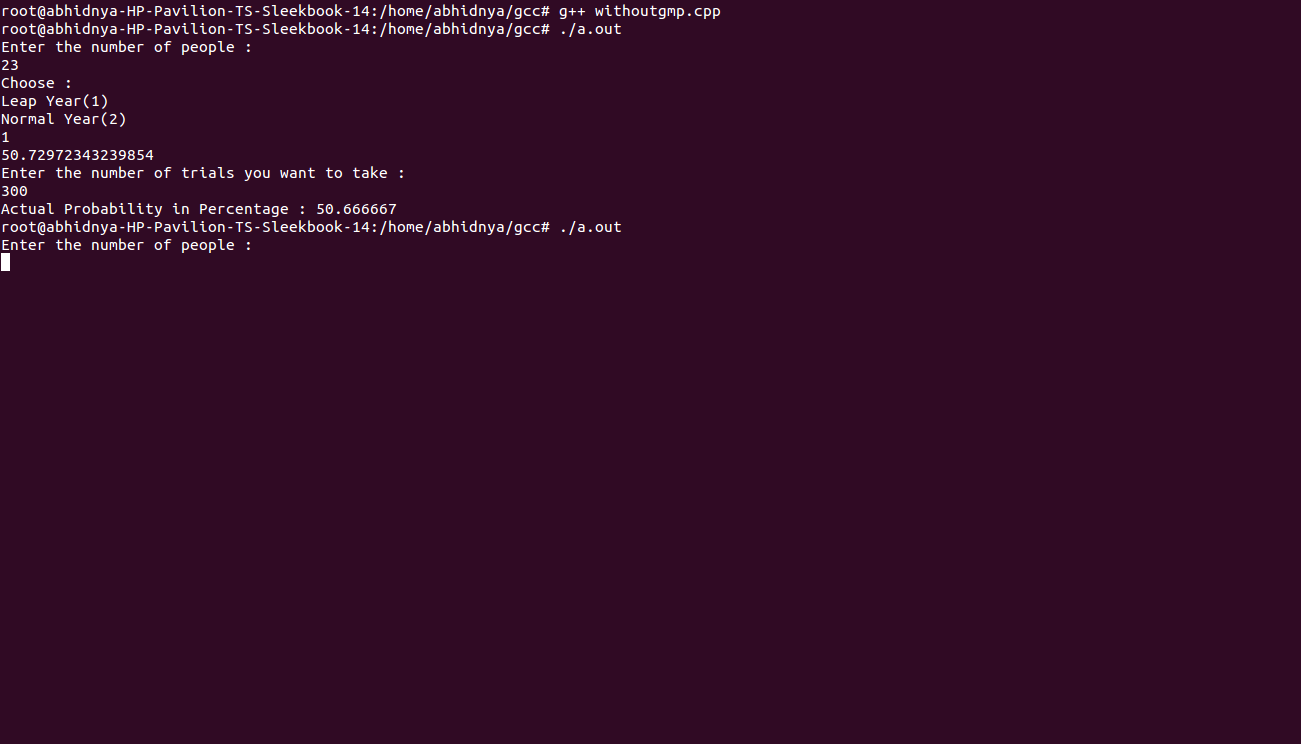 root@abhidnya-HP-Pavilion-TS-Sleekbook-14:/home/abhidnya/gcc# g++ withoutgmp.cpp
root@abhidnya-HP-Pavilion-TS-Sleekbook-14:/home/abhidnya/gcc# ./a.out
Enter the number of people :
23
Choose :
Leap Year(1)
Normal Year(2)
1
50.72972343239854
Enter the number of trials you want to take :
300
Actual Probability in Percentage : 50.666667
root@abhidnya-HP-Pavilion-TS-Sleekbook-14:/home/abhidnya/gcc# ./a.out
Enter the number of people :